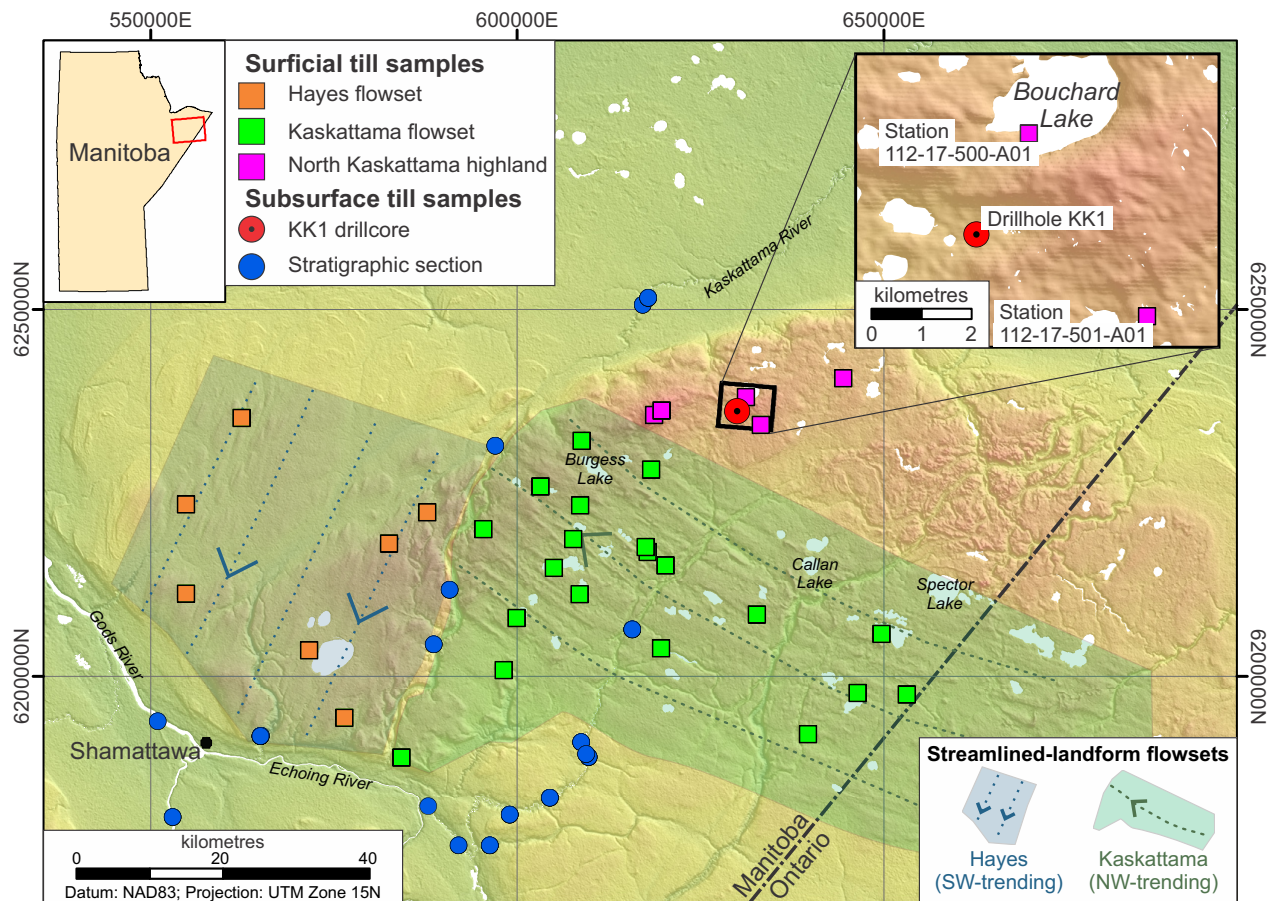 550000E
600000E
650000E
Manitoba
Surficial till samples
Hayes flowset
Kaskattama flowset
North Kaskattama highland
Subsurface till samples
KK1 drillcore
Stratigraphic section
Bouchard
Lake
Station
112-17-500-A01
Drillhole KK1
kilometres
0 1 2
Station
112-17-501-A01
Kaskattama River
6250000N
6250000N
Burgess
Lake
Callan
Lake
Spector
Lake
Gods River
6200000N
6200000N
Shamattawa
Echoing River
Manitoba
Ontario
kilometres
0 20 40
Datum: NAD83; Projection: UTM Zone 15N
Streamlined-landform flowsets
Hayes
(SW-trending)
Kaskattama
(NW-trending)